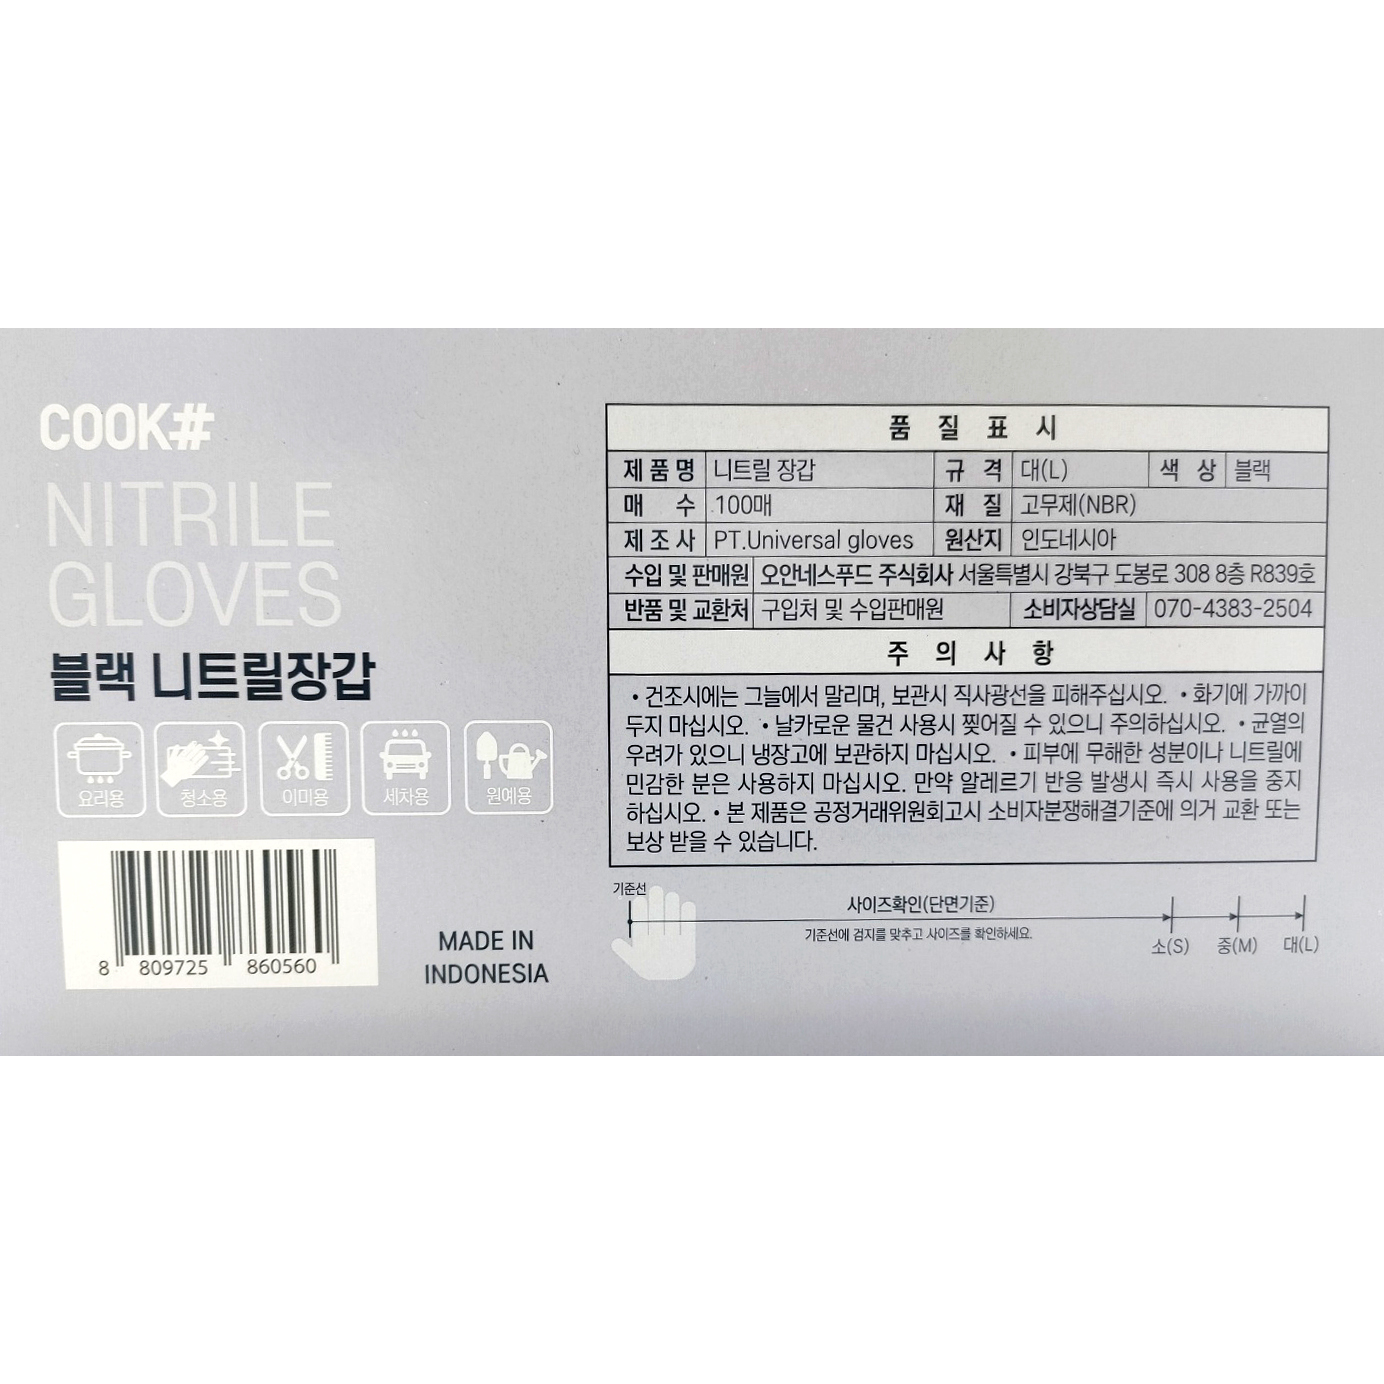 COOK#
NITRILE
GLOVES
블랙 니트릴장갑
요리용 청소용 이미용 세차용 원예용
8 809725 860560
MADE IN
INDONESIA
품 질 표 시
제 품 명 니트릴 장갑 규 격 대(L) 색 상 블랙
매 수 100매 재 질 고무제(NBR)
제 조 사 PT.Universal gloves 원산지 인도네시아
수입 및 판매원 오안네스푸드 주식회사 서울특별시 강북구 도봉로 308 8층 R839호
반품 및 교환처 구입처 및 수입판매원 소비자상담실 070-4383-2504
주 의 사 항
• 건조시에는 그늘에서 말리며, 보관시 직사광선을 피해주십시오. • 화기에 가까이
두지 마십시오. • 날카로운 물건 사용시 찢어질 수 있으니 주의하십시오. • 균열의
우려가 있으니 냉장고에 보관하지 마십시오. • 피부에 무해한 성분이나 니트릴에
민감한 분은 사용하지 마십시오. 만약 알레르기 반응 발생시 즉시 사용을 중지
하십시오. • 본 제품은 공정거래위원회고시 소비자분쟁해결기준에 의거 교환 또는
보상 받을 수 있습니다.
기준선
사이즈확인(단면기준)
기준선에 검지를 맞추고 사이즈를 확인하세요.
소(S) 중(M) 대(L)